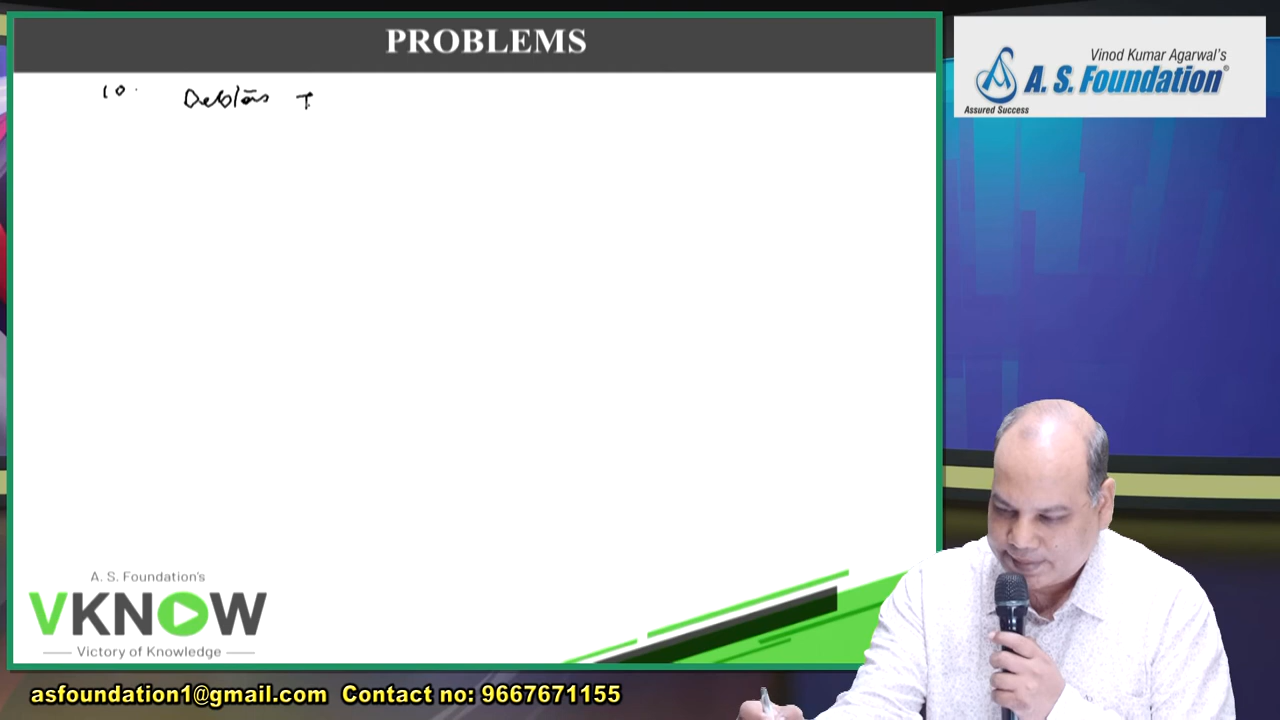 PROBLEMS
10. Debtors T
Vinod Kumar Agarwal's
A. S. Foundation®
Assured Success
A. S. Foundation's
VKNOW
Victory of Knowledge
asfoundation1@gmail.com Contact no: 9667671155